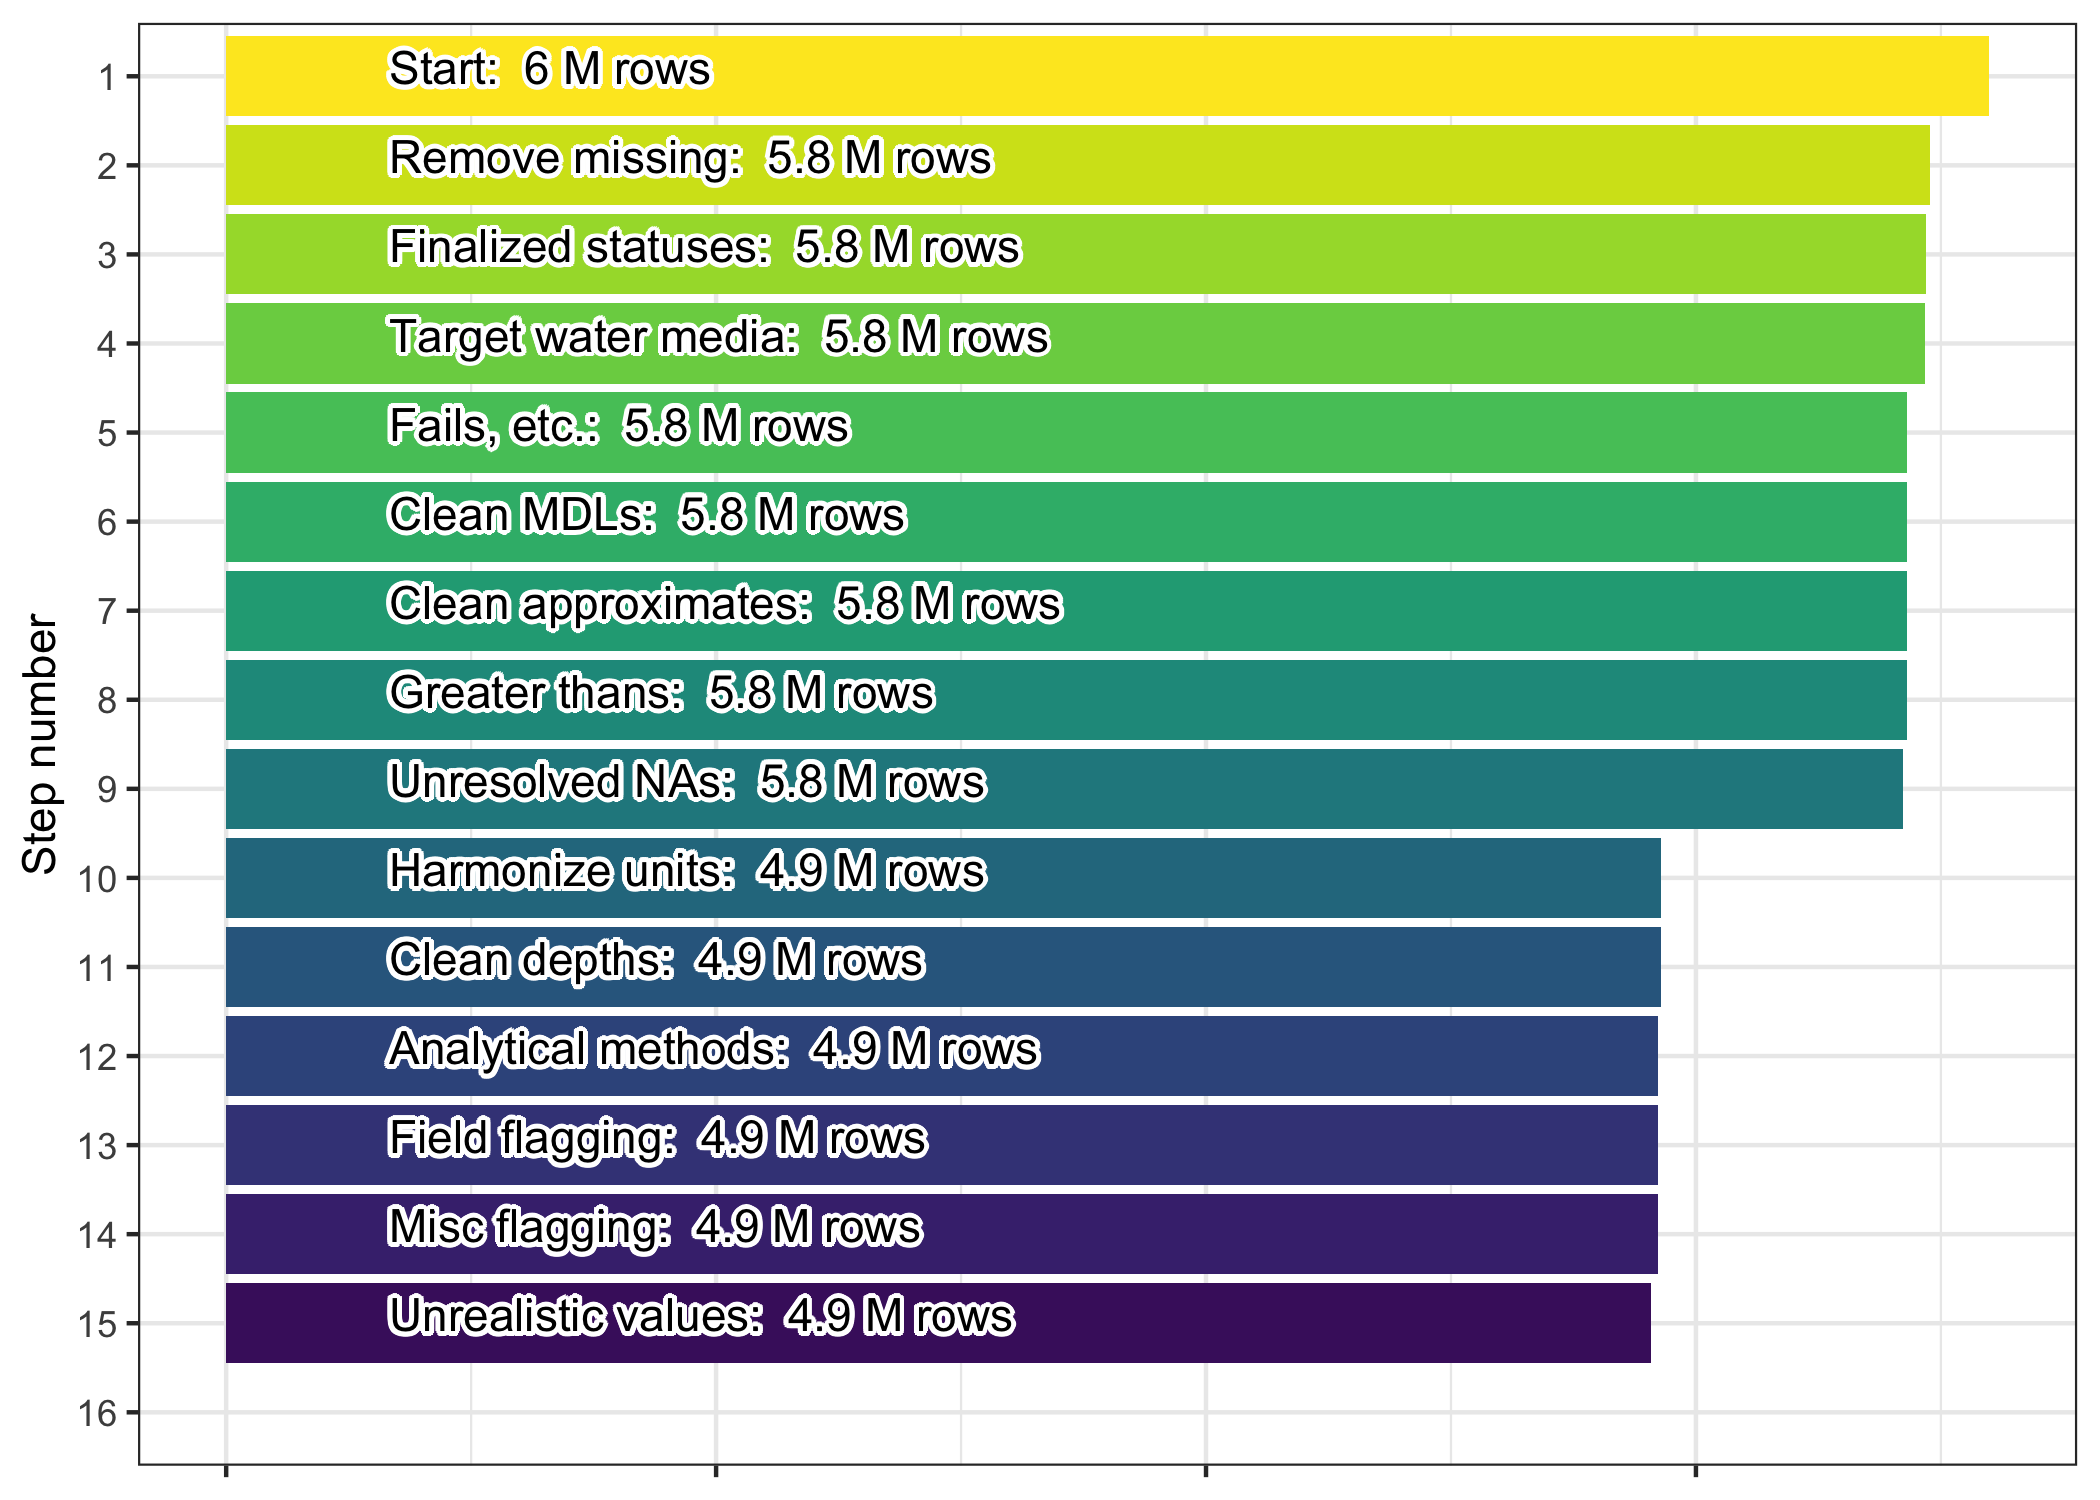 1
Start:  6 M rows
2
Remove missing:  5.8 M rows
3
Finalized statuses:  5.8 M rows
4
Target water media:  5.8 M rows
5
Fails, etc.:  5.8 M rows
6
Clean MDLs:  5.8 M rows
7
Clean approximates:  5.8 M rows
8
Greater thans:  5.8 M rows
9
Unresolved NAs:  5.8 M rows
10
Harmonize units:  4.9 M rows
11
Clean depths:  4.9 M rows
12
Analytical methods:  4.9 M rows
13
Field flagging:  4.9 M rows
14
Misc flagging:  4.9 M rows
15
Unrealistic values:  4.9 M rows
16
Step number